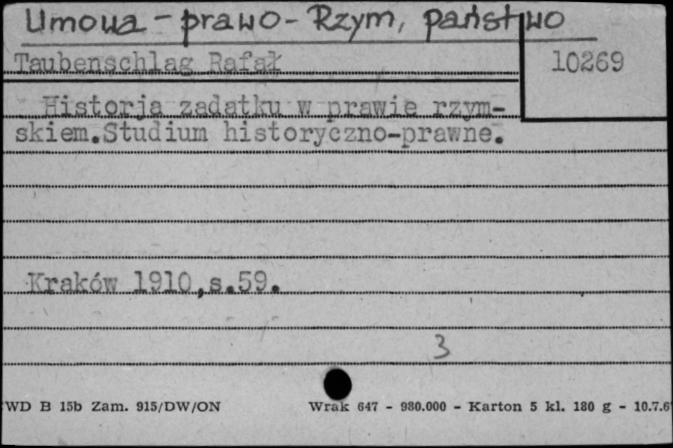 Umowa - prawo - Rzym, państwo
Taubenschlag Rafał
10269
Historja zadatku w prawie rzym-
skiem.Studium historyczno-prawne.
Kraków 1910,s.59.
3
WD B 15b Zam. 915/DW/ON Wrak 647 - 980.000 - Karton 5 kl. 180 g - 10.7.6